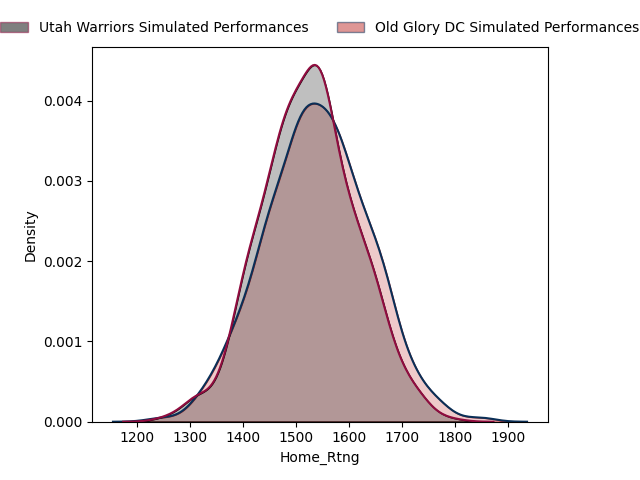 Utah Warriors Simulated Performances Old Glory DC Simulated Performances
0.004
0.003
0.002
0.001
0.000
Density
1200 1300 1400 1500 1600 1700 1800 1900
Home_Rtng